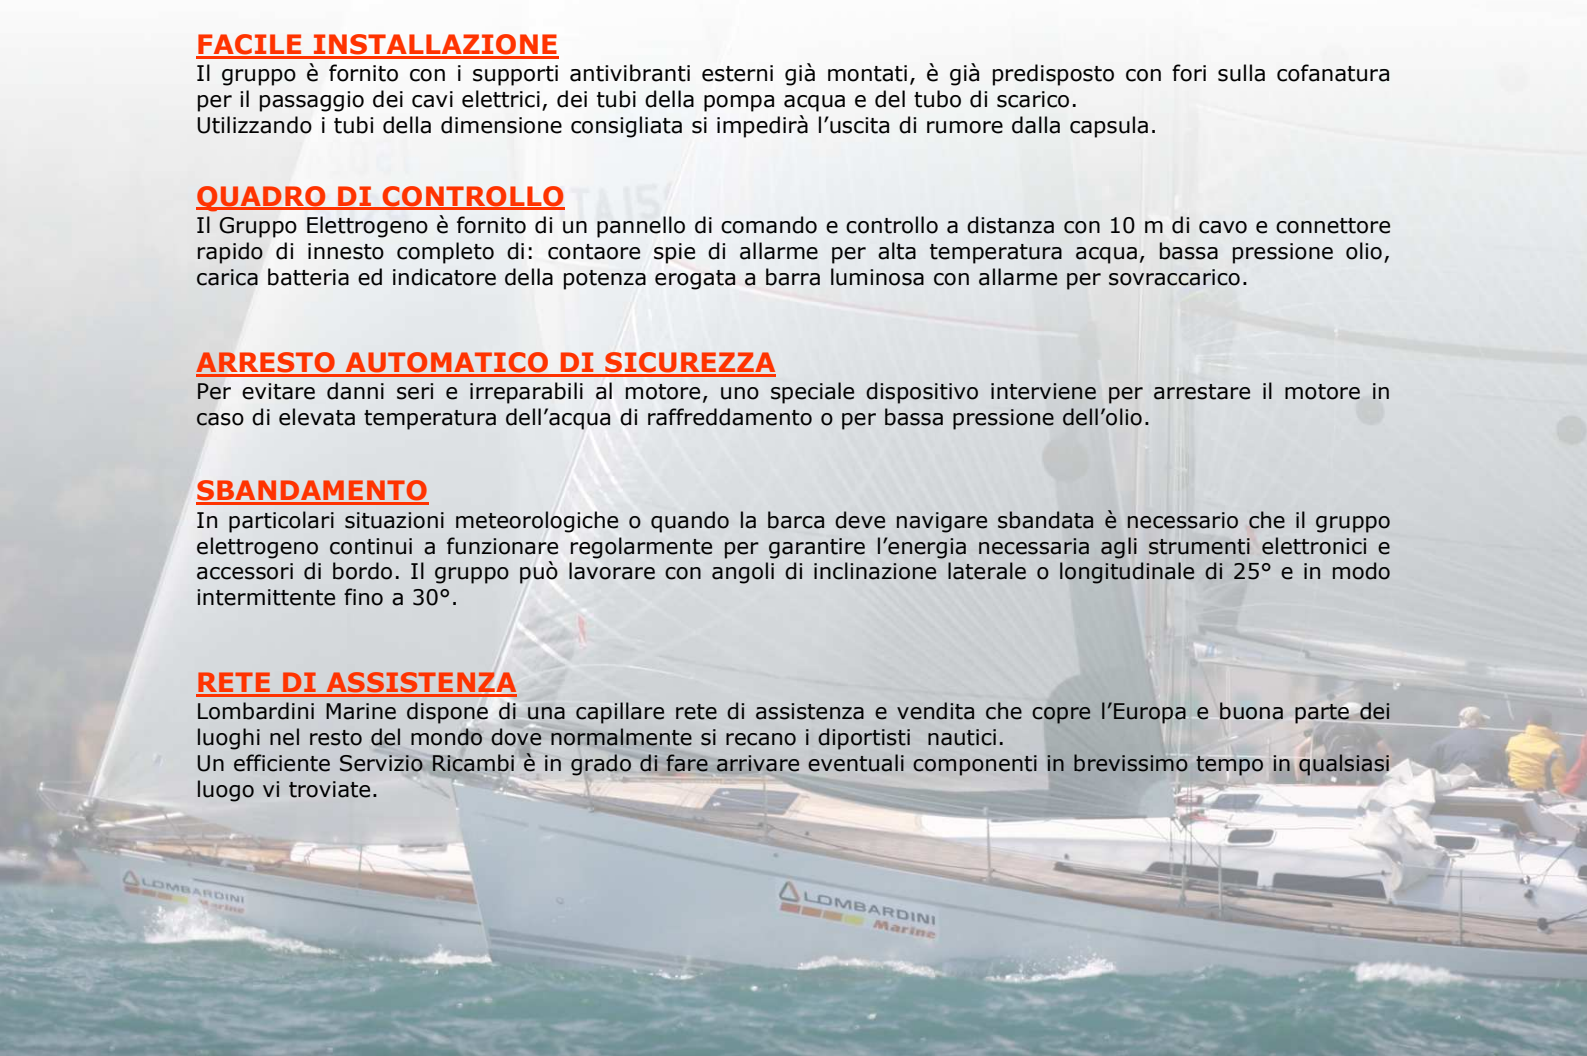 FACILE INSTALLAZIONE
Il gruppo è fornito con i supporti antivibranti esterni già montati, è già predisposto con fori sulla cofanatura
per il passaggio dei cavi elettrici, dei tubi della pompa acqua e del tubo di scarico.
Utilizzando i tubi della dimensione consigliata si impedirà l’uscita di rumore dalla capsula.
QUADRO DI CONTROLLO
Il Gruppo Elettrogeno è fornito di un pannello di comando e controllo a distanza con 10 m di cavo e connettore
rapido di innesto completo di: contaore spie di allarme per alta temperatura acqua, bassa pressione olio,
carica batteria ed indicatore della potenza erogata a barra luminosa con allarme per sovraccarico.
ARRESTO AUTOMATICO DI SICUREZZA
Per evitare danni seri e irreparabili al motore, uno speciale dispositivo interviene per arrestare il motore in
caso di elevata temperatura dell’acqua di raffreddamento o per bassa pressione dell’olio.
SBANDAMENTO
In particolari situazioni meteorologiche o quando la barca deve navigare sbandata è necessario che il gruppo
elettrogeno continui a funzionare regolarmente per garantire l’energia necessaria agli strumenti elettronici e
accessori di bordo. Il gruppo può lavorare con angoli di inclinazione laterale o longitudinale di 25° e in modo
intermittente fino a 30°.
RETE DI ASSISTENZA
Lombardini Marine dispone di una capillare rete di assistenza e vendita che copre l’Europa e buona parte dei
luoghi nel resto del mondo dove normalmente si recano i diportisti  nautici.
Un efficiente Servizio Ricambi è in grado di fare arrivare eventuali componenti in brevissimo tempo in qualsiasi
luogo vi troviate.
LOMBARDINI
Marine
LOMBARDINI
Marine